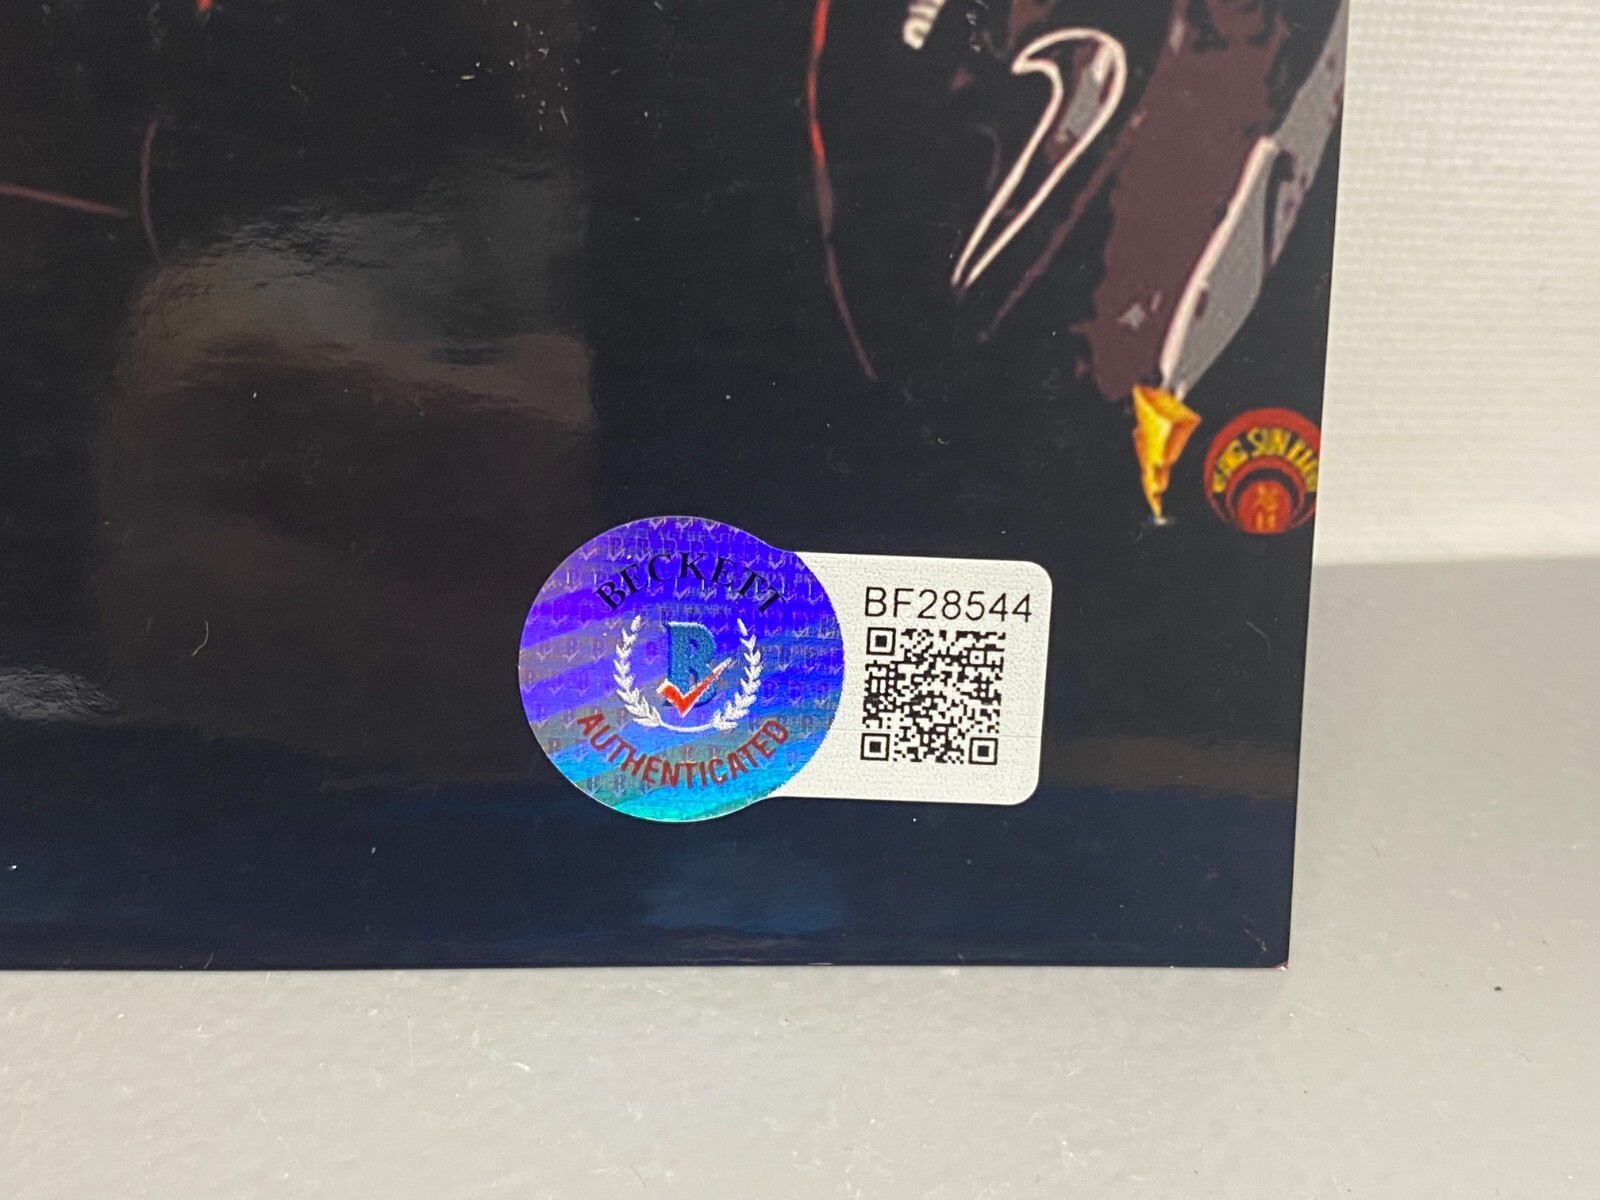 BECKETT
B
AUTHENTICATED
BF28544